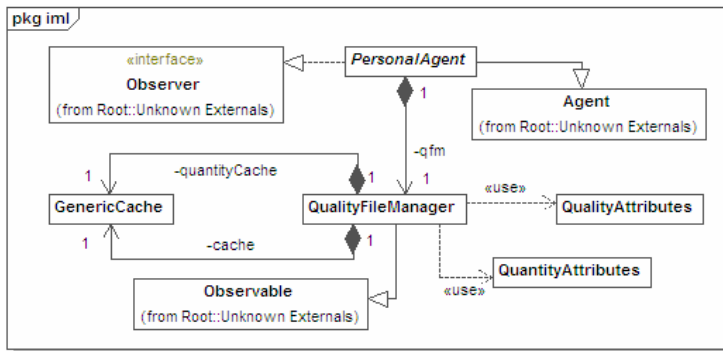 pkg iml
«interface»
Observer
(from Root::Unknown Externals)
PersonalAgent
1
Agent
(from Root::Unknown Externals)
-qfm
1
-quantityCache
1
1
GenericCache
QualityFileManager
«use»
QualityAttributes
1
-cache
1
QuantityAttributes
«use»
Observable
(from Root::Unknown Externals)